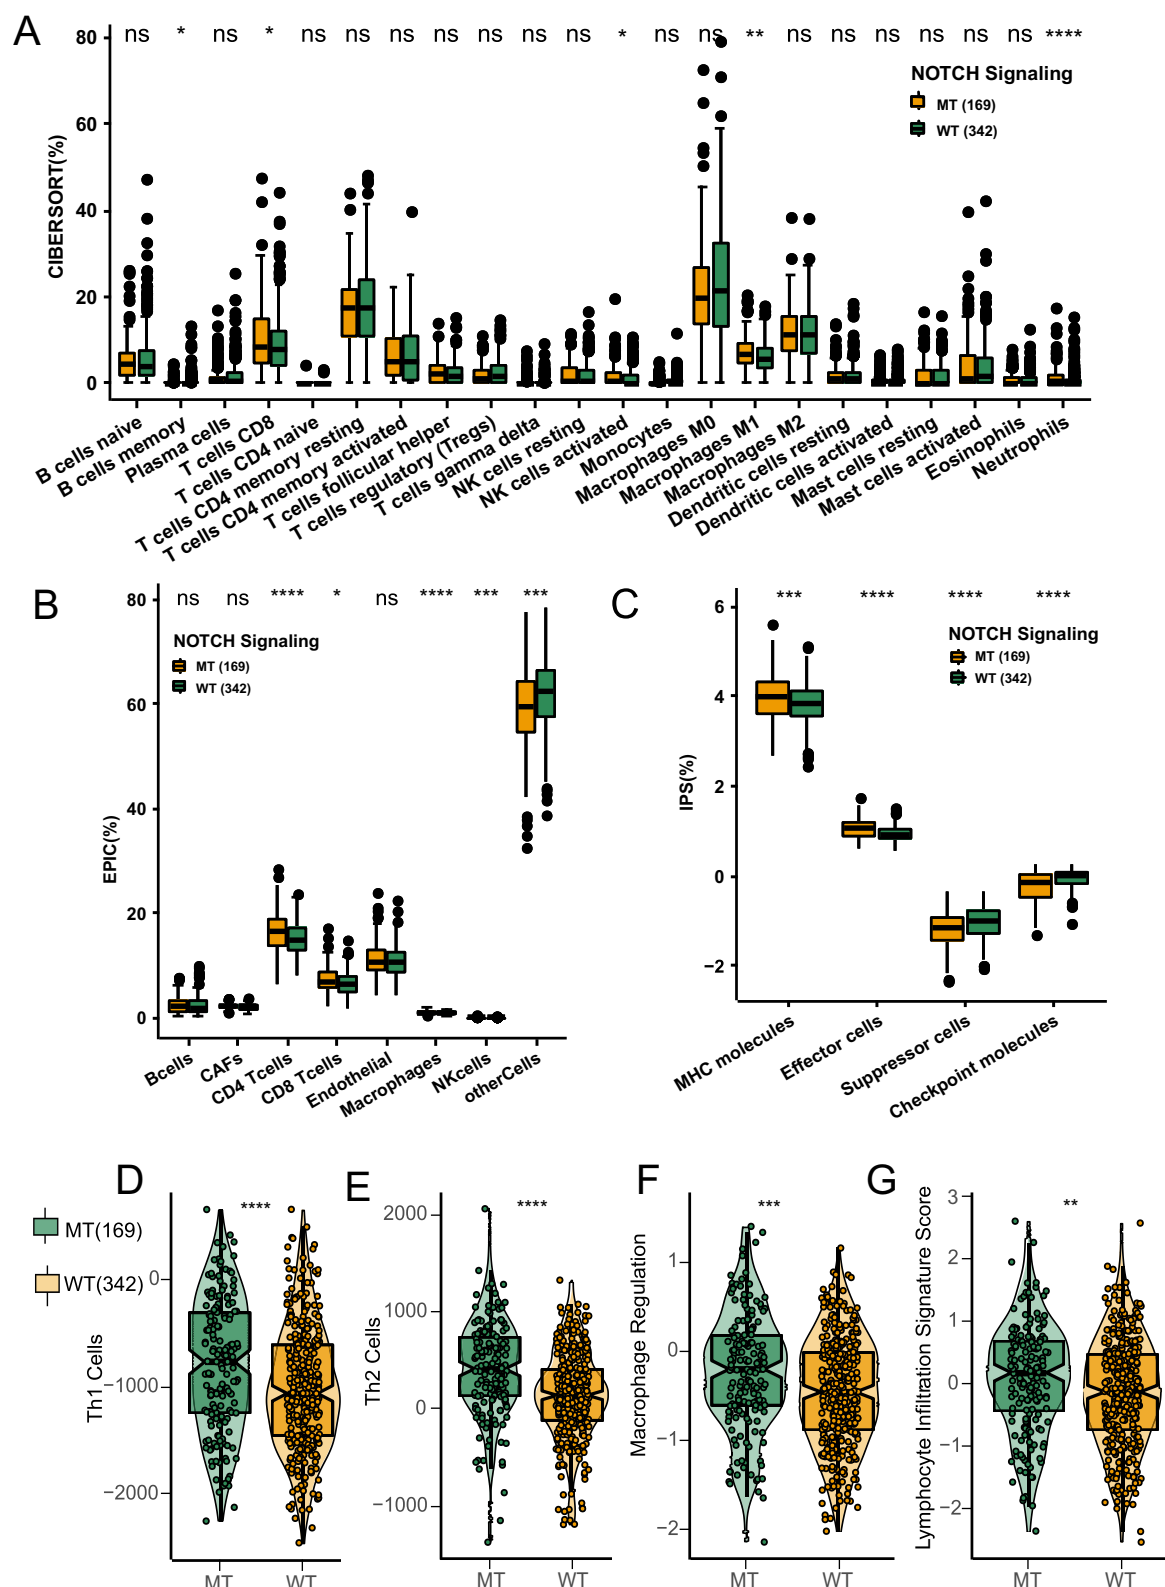 A
80
60
40
20
0
CIBERSORT(%)
ns * ns * ns ns ns ns ns ns ns * ns ns ** ns ns ns ns ns ns ****
NOTCH Signaling
MT (169)
WT (342)
B cells naive
B cells memory
Plasma cells
T cells CD8
T cells CD4 naive
T cells CD4 memory resting
T cells CD4 memory activated
T cells follicular helper
T cells regulatory (Tregs)
T cells gamma delta
NK cells resting
NK cells activated
Monocytes
Macrophages M0
Macrophages M1
Macrophages M2
Dendritic cells resting
Dendritic cells activated
Mast cells resting
Mast cells activated
Eosinophils
Neutrophils
B
80
60
40
20
0
EPIC(%)
ns ns **** * ns **** *** ***
NOTCH Signaling
MT (169)
WT (342)
Bcells
CAFs
CD4 Tcells
CD8 Tcells
Endothelial
Macrophages
NKcells
otherCells
C
6
4
2
0
−2
IPS(%)
*** **** **** ****
NOTCH Signaling
MT (169)
WT (342)
MHC molecules
Effector cells
Suppressor cells
Checkpoint molecules
MT(169)
WT(342)
D
Th1 Cells
0
−1000
−2000
****
MT WT
E
Th2 Cells
2000
1000
0
−1000
****
MT WT
F
Macrophage Regulation
1
0
−1
−2
***
MT WT
G
Lymphocyte Infiltration Signature Score
3
2
1
0
−1
−2
**
MT WT